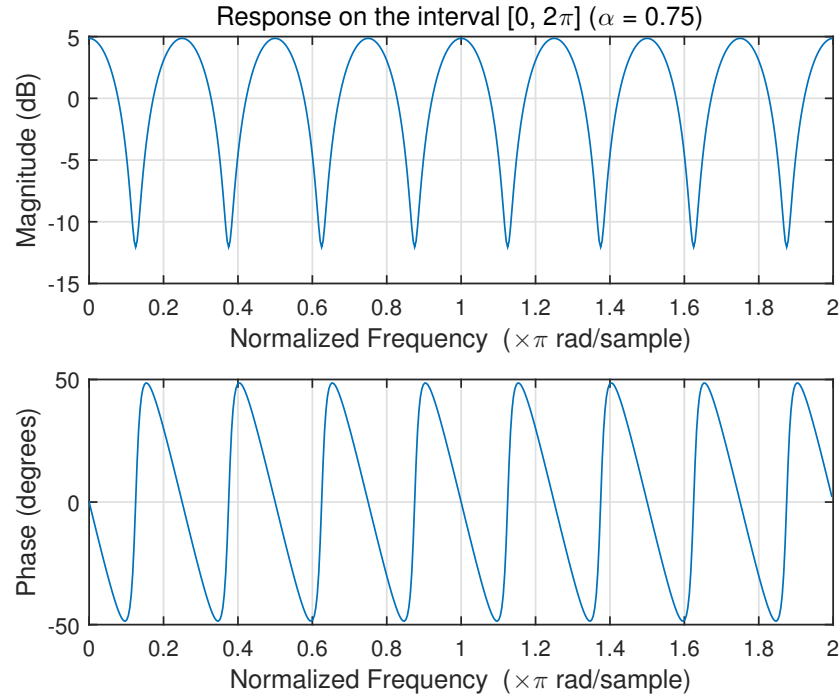 Response on the interval [0, 2π] (α = 0.75)
Magnitude (dB)
5
0
-5
-10
-15
0 0.2 0.4 0.6 0.8 1 1.2 1.4 1.6 1.8 2
Normalized Frequency (×π rad/sample)
Phase (degrees)
50
0
-50
0 0.2 0.4 0.6 0.8 1 1.2 1.4 1.6 1.8 2
Normalized Frequency (×π rad/sample)